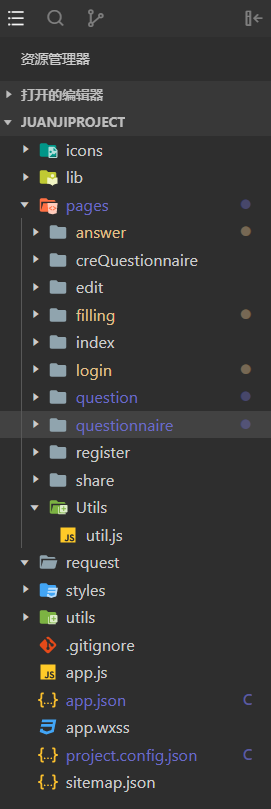 资源管理器
打开的编辑器
JUANJIPROJECT
icons
lib
pages
answer
creQuestionnaire
edit
filling
index
login
question
questionnaire
register
share
Utils
JS util.js
request
styles
utils
.gitignore
JS app.js
{..} app.json C
app.wxss
{..} project.config.json C
{..} sitemap.json